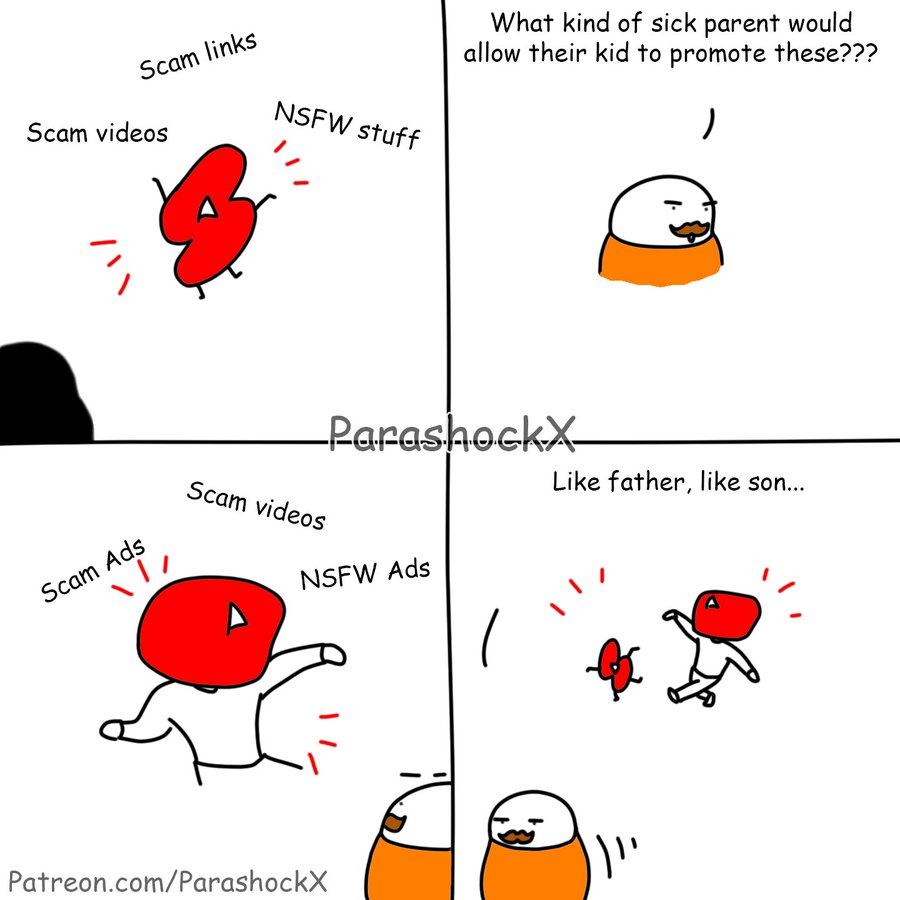 Scam links
Scam videos
NSFW stuff
What kind of sick parent would
allow their kid to promote these???
ParashockX
Scam videos
Scam Ads
NSFW Ads
Like father, like son...
Patreon.com/ParashockX